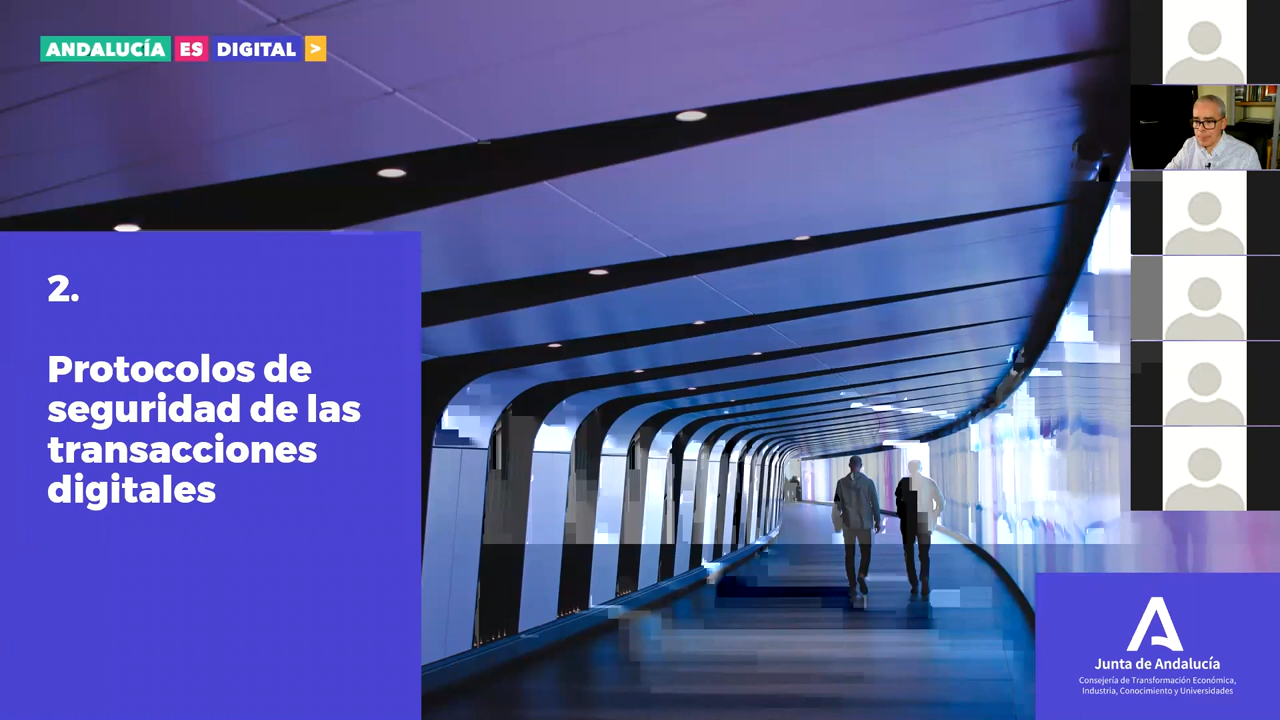 ANDALUCÍA ES DIGITAL >
2.
Protocolos de
seguridad de las
transacciones
digitales
Junta de Andalucía
Consejería de Transformación Económica,
Industria, Conocimiento y Universidades